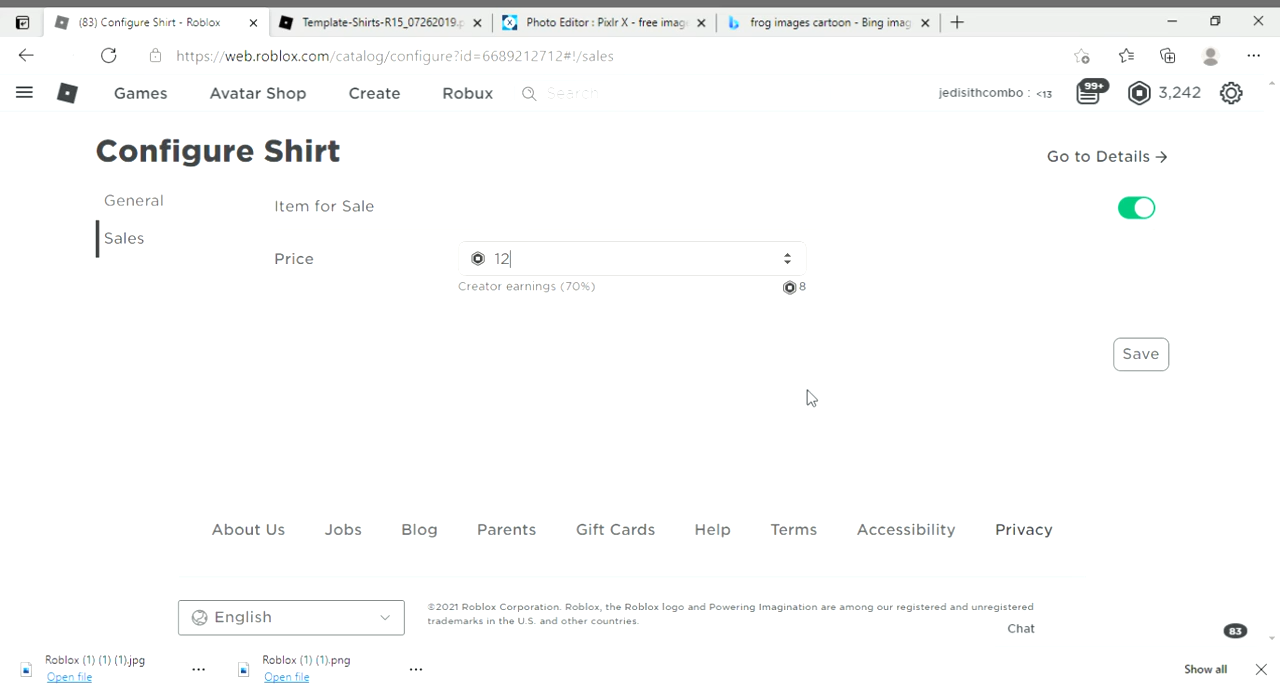 (83) Configure Shirt - Roblox
Template-Shirts-R15_07262019.p
Photo Editor : Pixlr X - free imag
frog images cartoon - Bing imag
https://web.roblox.com/catalog/configure?id=6689212712#!/sales
Games
Avatar Shop
Create
Robux
Search
jedisithcombo : <13
99+
3,242
Configure Shirt
Go to Details →
General
Sales
Item for Sale
Price
12
Creator earnings (70%)
8
Save
About Us
Jobs
Blog
Parents
Gift Cards
Help
Terms
Accessibility
Privacy
English
©2021 Roblox Corporation. Roblox, the Roblox logo and Powering Imagination are among our registered and unregistered
trademarks in the U.S. and other countries.
Chat
83
Roblox (1) (1) (1).jpg
Open file
...
Roblox (1) (1).png
Open file
...
Show all